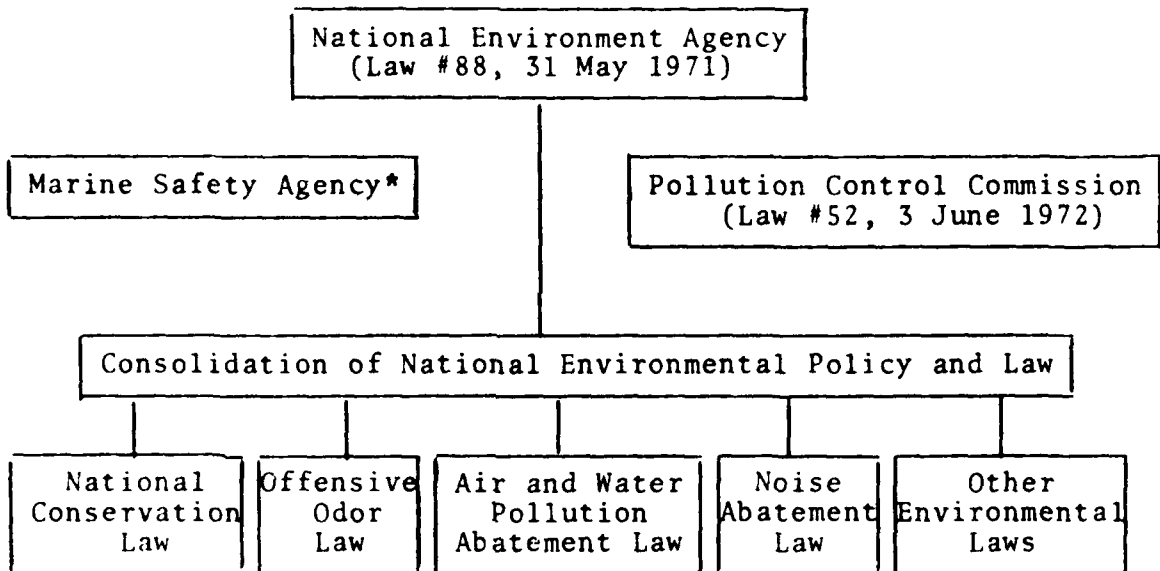 National Environment Agency
(Law #88, 31 May 1971)
Marine Safety Agency*
Pollution Control Commission
(Law #52, 3 June 1972)
Consolidation of National Environmental Policy and Law
National
Conservation
Law
Offensive
Odor
Law
Air and Water
Pollution
Abatement Law
Noise
Abatement
Law
Other
Environmental
Laws